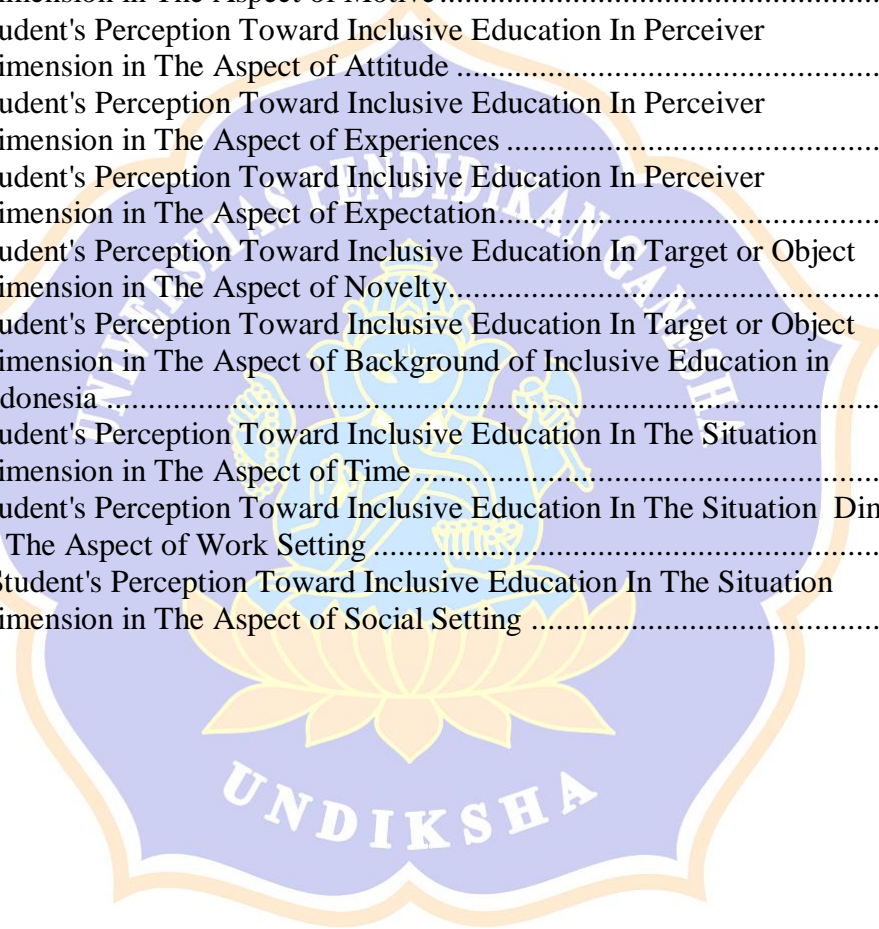 imension in The Aspect of Motive
udent's Perception Toward Inclusive Education In Perceiver
imension in The Aspect of Attitude ....................................................
udent's Perception Toward Inclusive Education In Perceiver
imension in The Aspect of Experiences .............................................
udent's Perception Toward Inclusive Education In Perceiver
imension in The Aspect of Expectation..............................................
udent's Perception Toward Inclusive Education In Target or Object
imension in The Aspect of Novelty.....................................................
udent's Perception Toward Inclusive Education In Target or Object
imension in The Aspect of Background of Inclusive Education in
donesia ...............................................................................................
udent's Perception Toward Inclusive Education In The Situation
imension in The Aspect of Time.........................................................
udent's Perception Toward Inclusive Education In The Situation  Din
The Aspect of Work Setting ..............................................................
Student's Perception Toward Inclusive Education In The Situation
imension in The Aspect of Social Setting ..........................................
UNIVERSITAS PENDIDIKAN GANESHA
UNDIKSHA